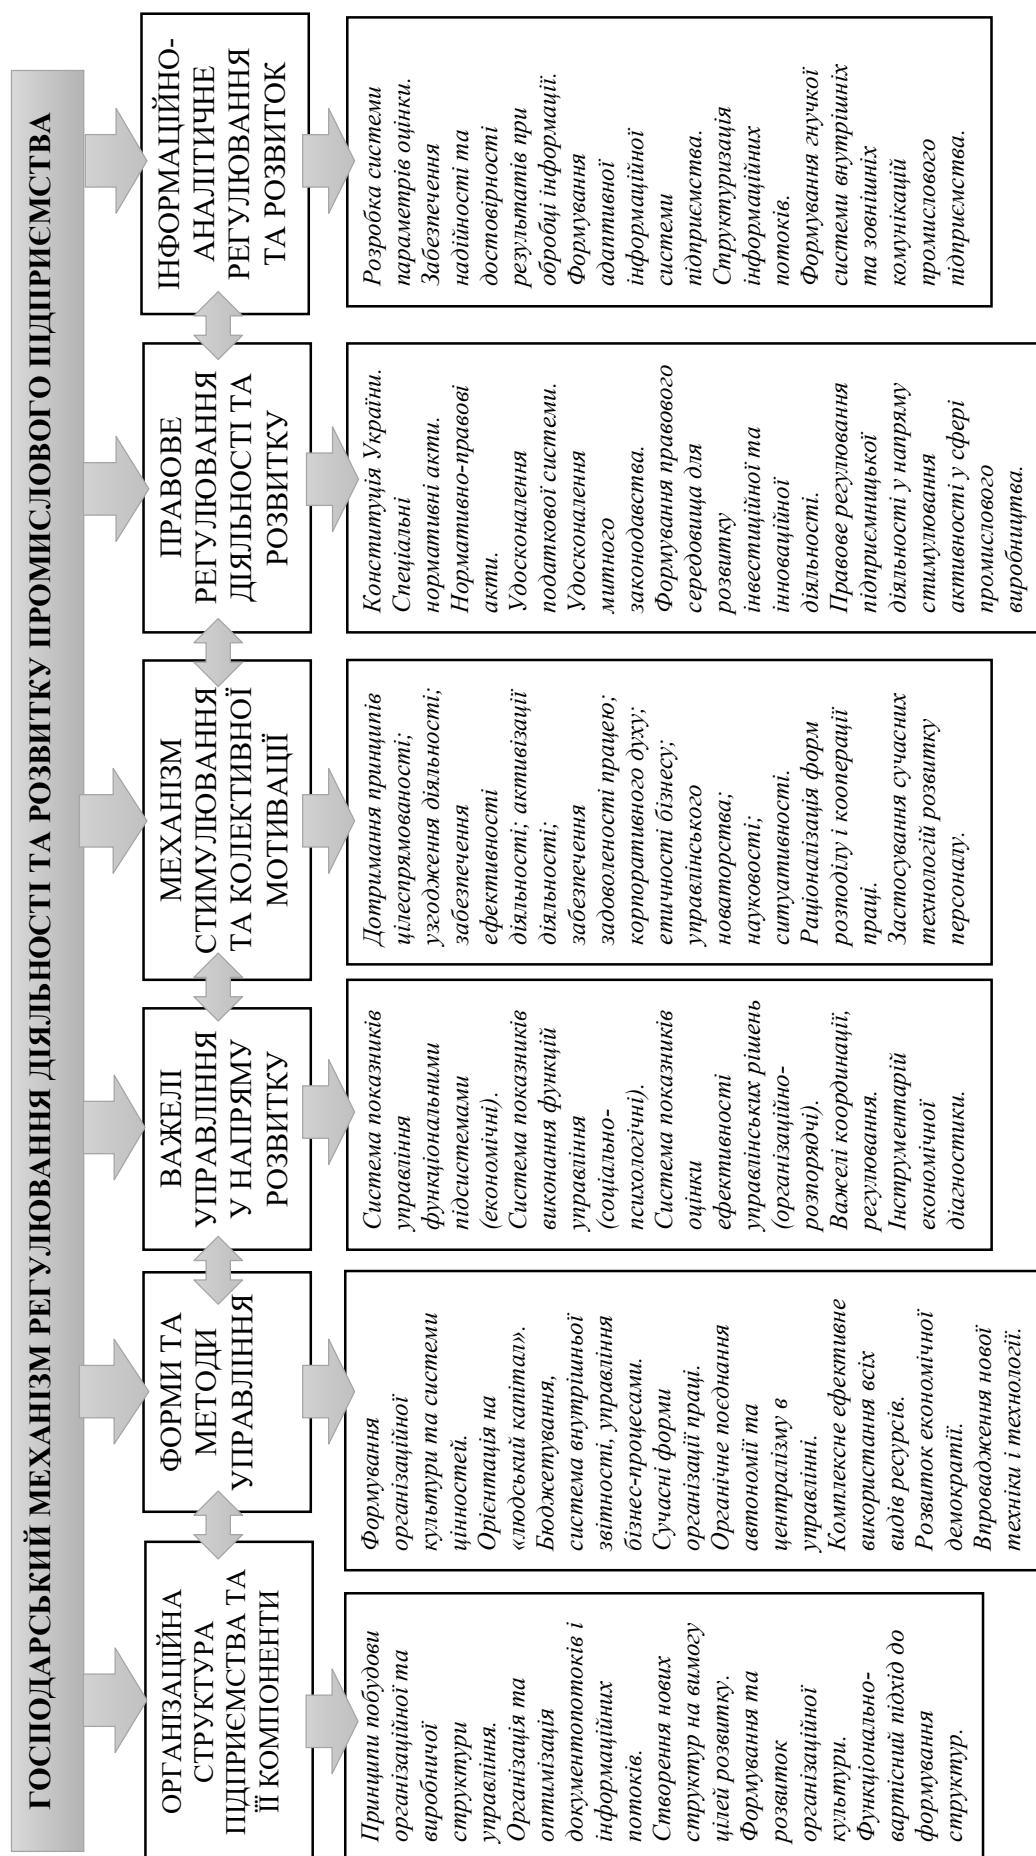 ГОСПОДАРСЬКИЙ МЕХАНІЗМ РЕГУЛЮВАННЯ ДІЯЛЬНОСТІ ТА РОЗВИТКУ ПРОМИСЛОВОГО ПІДПРИЄМСТВА
ОРГАНІЗАЦІЙНА
СТРУКТУРА
ПІДПРИЄМСТВА ТА
ЇЇ КОМПОНЕНТИ
Принципи побудови
організаційної та
виробничої
структури
управління.
Організація та
оптимізація
документопотоків і
інформаційних
потоків.
Створення нових
структур на вимогу
цілей розвитку.
Формування та
розвиток
організаційної
культури.
Функціонально-
вартісний підхід до
формування
структур.
ФОРМИ ТА
МЕТОДИ
УПРАВЛІННЯ
Формування
організаційної
культури та системи
цінностей.
Орієнтація на
«людський капітал».
Бюджетування,
система внутрішньої
звітності, управління
бізнес-процесами.
Сучасні форми
організації праці.
Органічне поєднання
автономії та
централізму в
управлінні.
Комплексне ефективне
використання всіх
видів ресурсів.
Розвиток економічної
демократії.
Впровадження нової
техніки і технології.
ВАЖЕЛІ
УПРАВЛІННЯ
У НАПРЯМУ
РОЗВИТКУ
Система показників
управління
функціональними
підсистемами
(економічні).
Система показників
виконання функцій
управління
(соціально-
психологічні).
Система показників
оцінки
ефективності
управлінських рішень
(організаційно-
розпорядчі).
Важелі координації,
регулювання.
Інструментарій
економічної
діагностики.
МЕХАНІЗМ
СТИМУЛЮВАННЯ
ТА КОЛЕКТИВНОЇ
МОТИВАЦІЇ
Дотримання принципів
цілеспрямованості;
узгодження діяльності;
забезпечення
ефективності
діяльності; активізації
діяльності;
забезпечення
задоволеності працею;
корпоративного духу;
етичності бізнесу;
управлінського
новаторства;
науковості;
ситуативності.
Раціоналізація форм
розподілу і кооперації
праці.
Застосування сучасних
технологій розвитку
персоналу.
ПРАВОВЕ
РЕГУЛЮВАННЯ
ДІЯЛЬНОСТІ ТА
РОЗВИТКУ
Конституція України.
Спеціальні
нормативні акти.
Нормативно-правові
акти.
Удосконалення
податкової системи.
Удосконалення
митного
законодавства.
Формування правового
середовища для
розвитку
інвестиційної та
інноваційної
діяльності.
Правове регулювання
підприємницької
діяльності у напряму
стимулювання
активності у сфері
промислового
виробництва.
ІНФОРМАЦІЙНО-
АНАЛІТИЧНЕ
РЕГУЛЮВАННЯ
ТА РОЗВИТОК
Розробка системи
параметрів оцінки.
Забезпечення
надійності та
достовірності
результатів при
обробці інформації.
Формування
адаптивної
інформаційної
системи
підприємства.
Структуризація
інформаційних
потоків.
Формування гнучкої
системи внутрішніх
та зовнішніх
комунікацій
промислового
підприємства.